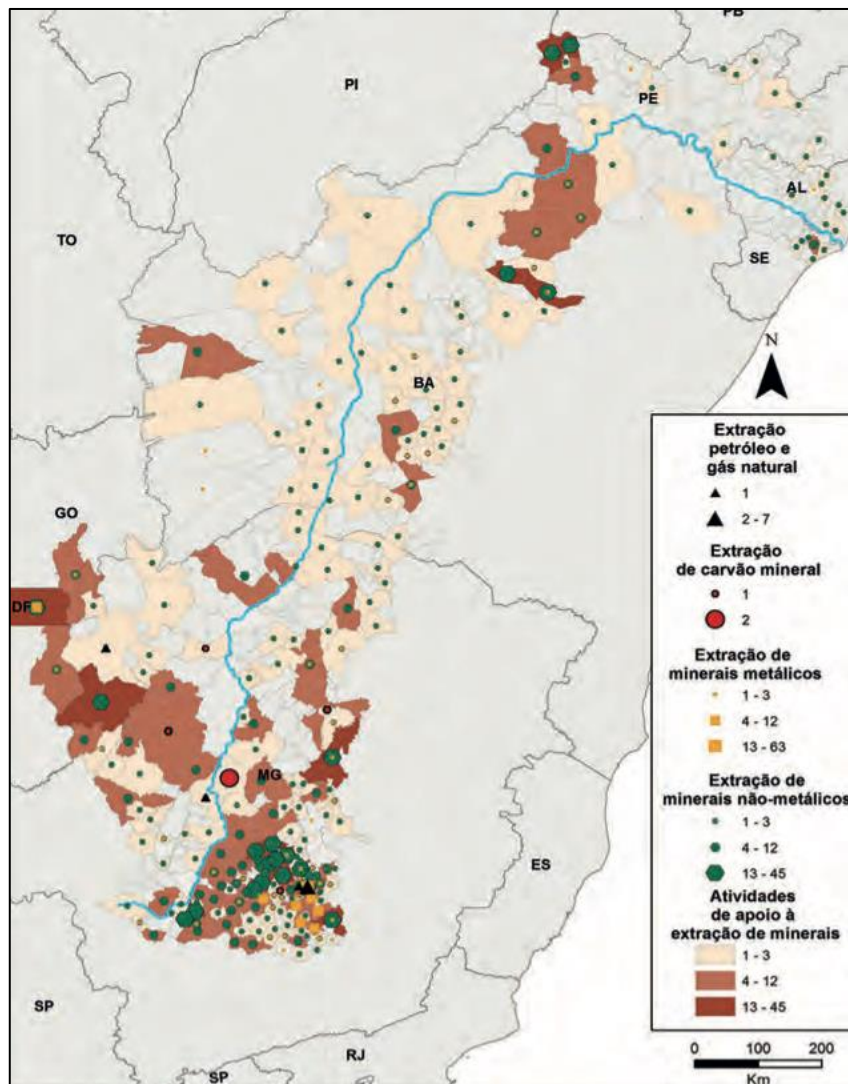 PB
PI
PE
AL
TO
SE
N
BA
GO
DF
MG
ES
SP
RJ
SP
Extração
petróleo e
gás natural
1
2 - 7
Extração
de carvão mineral
1
2
Extração de
minerais metálicos
1 - 3
4 - 12
13 - 63
Extração de
minerais não-metálicos
1 - 3
4 - 12
13 - 45
Atividades
de apoio à
extração de minerais
1 - 3
4 - 12
13 - 45
0 100 200
Km